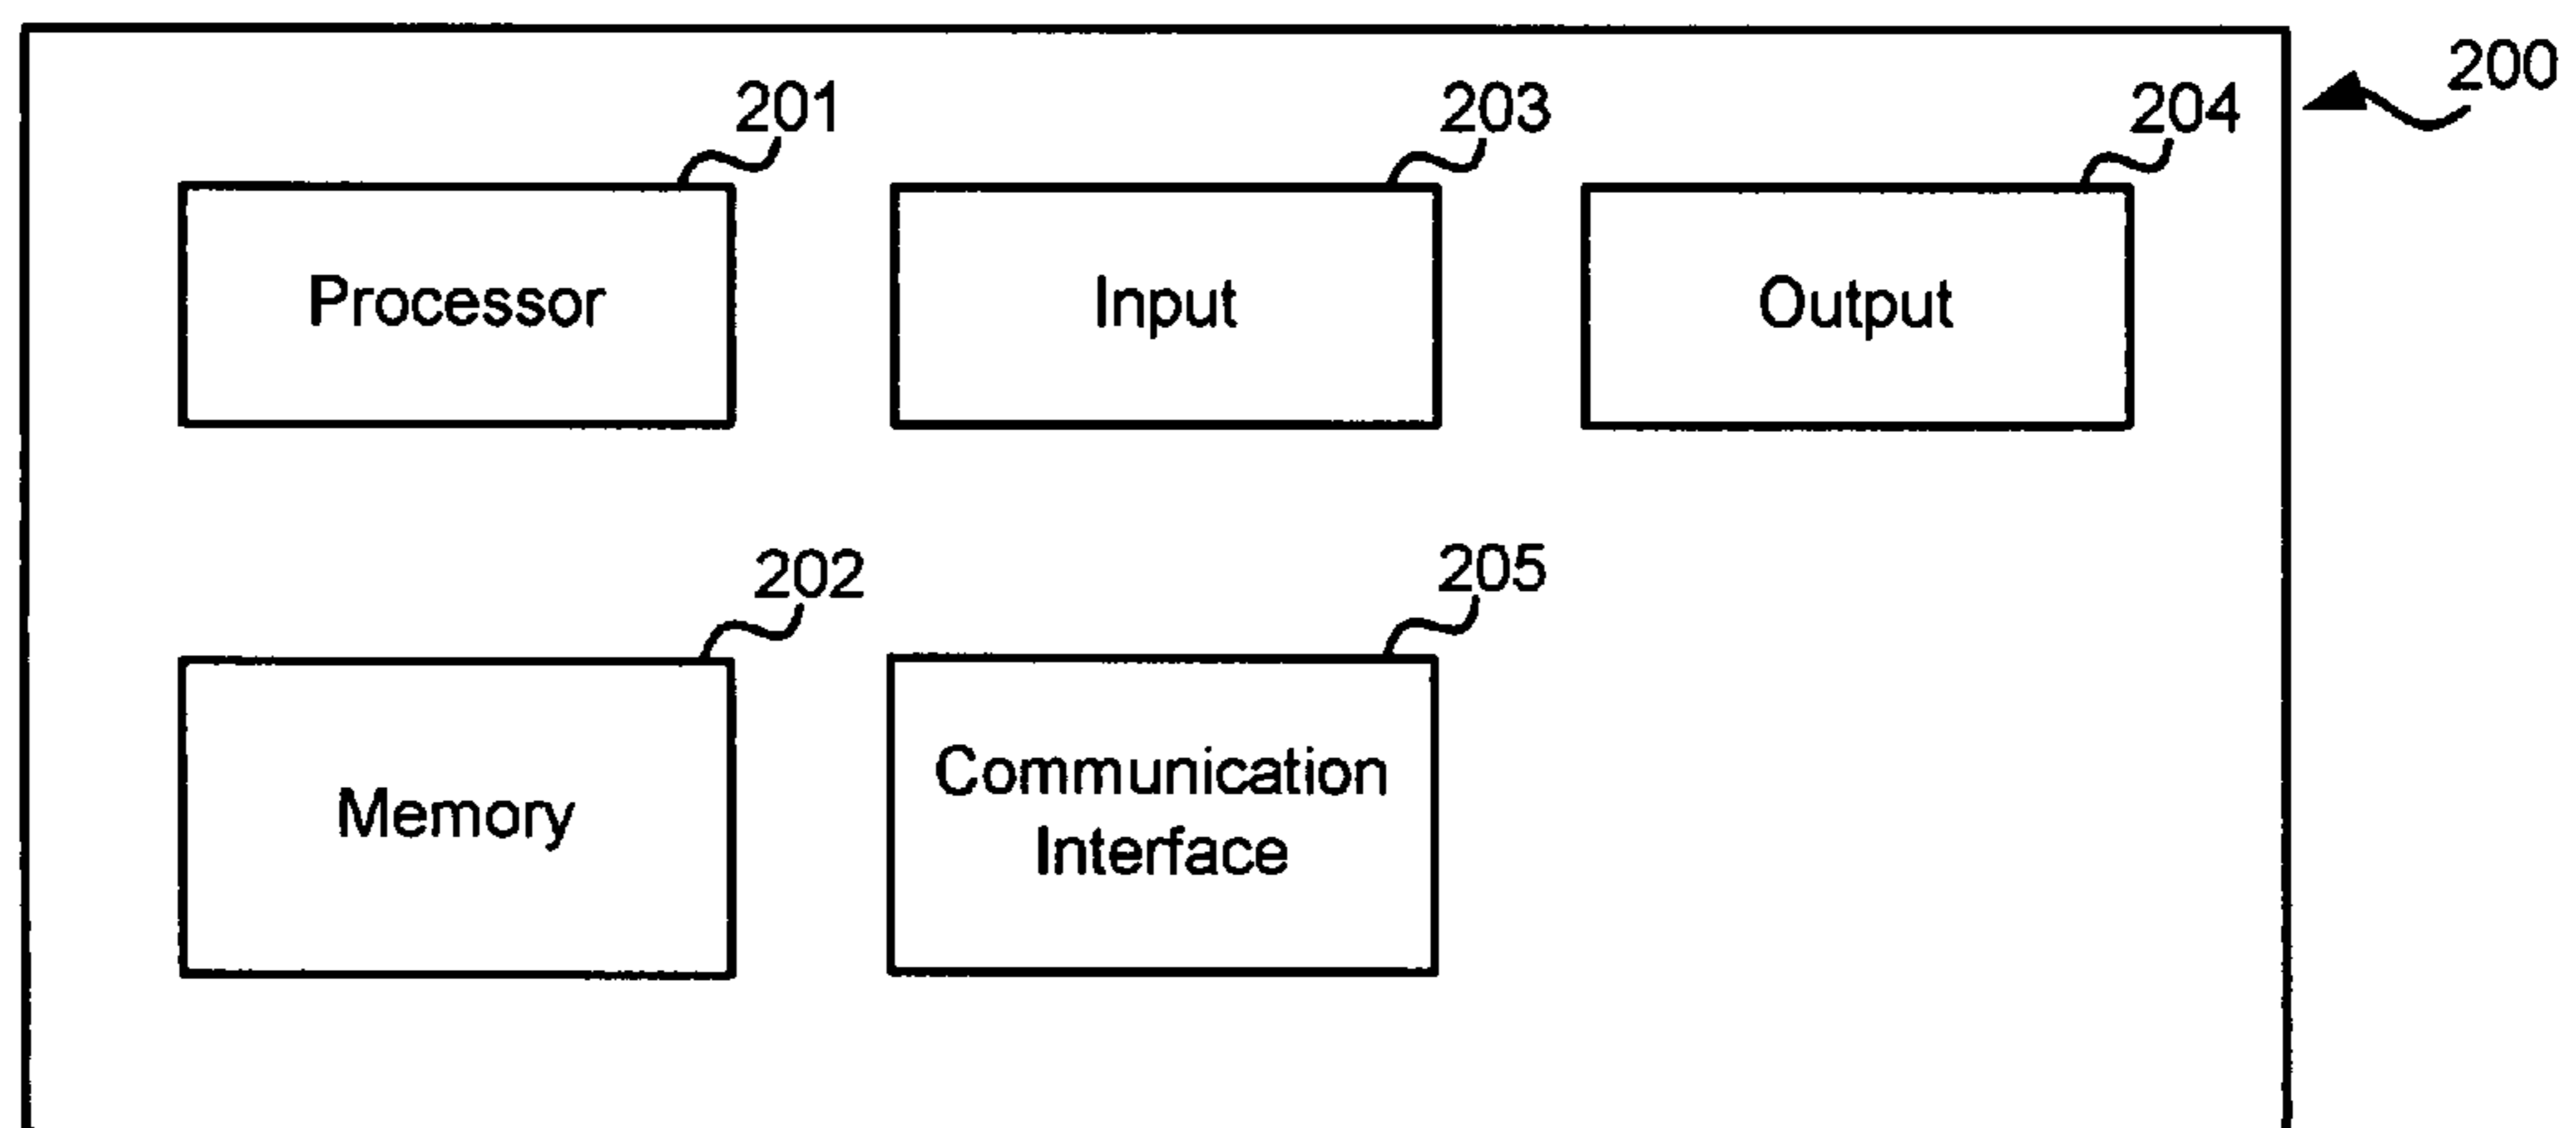 200
201
203
204
Processor
Input
Output
202
205
Memory
Communication
Interface